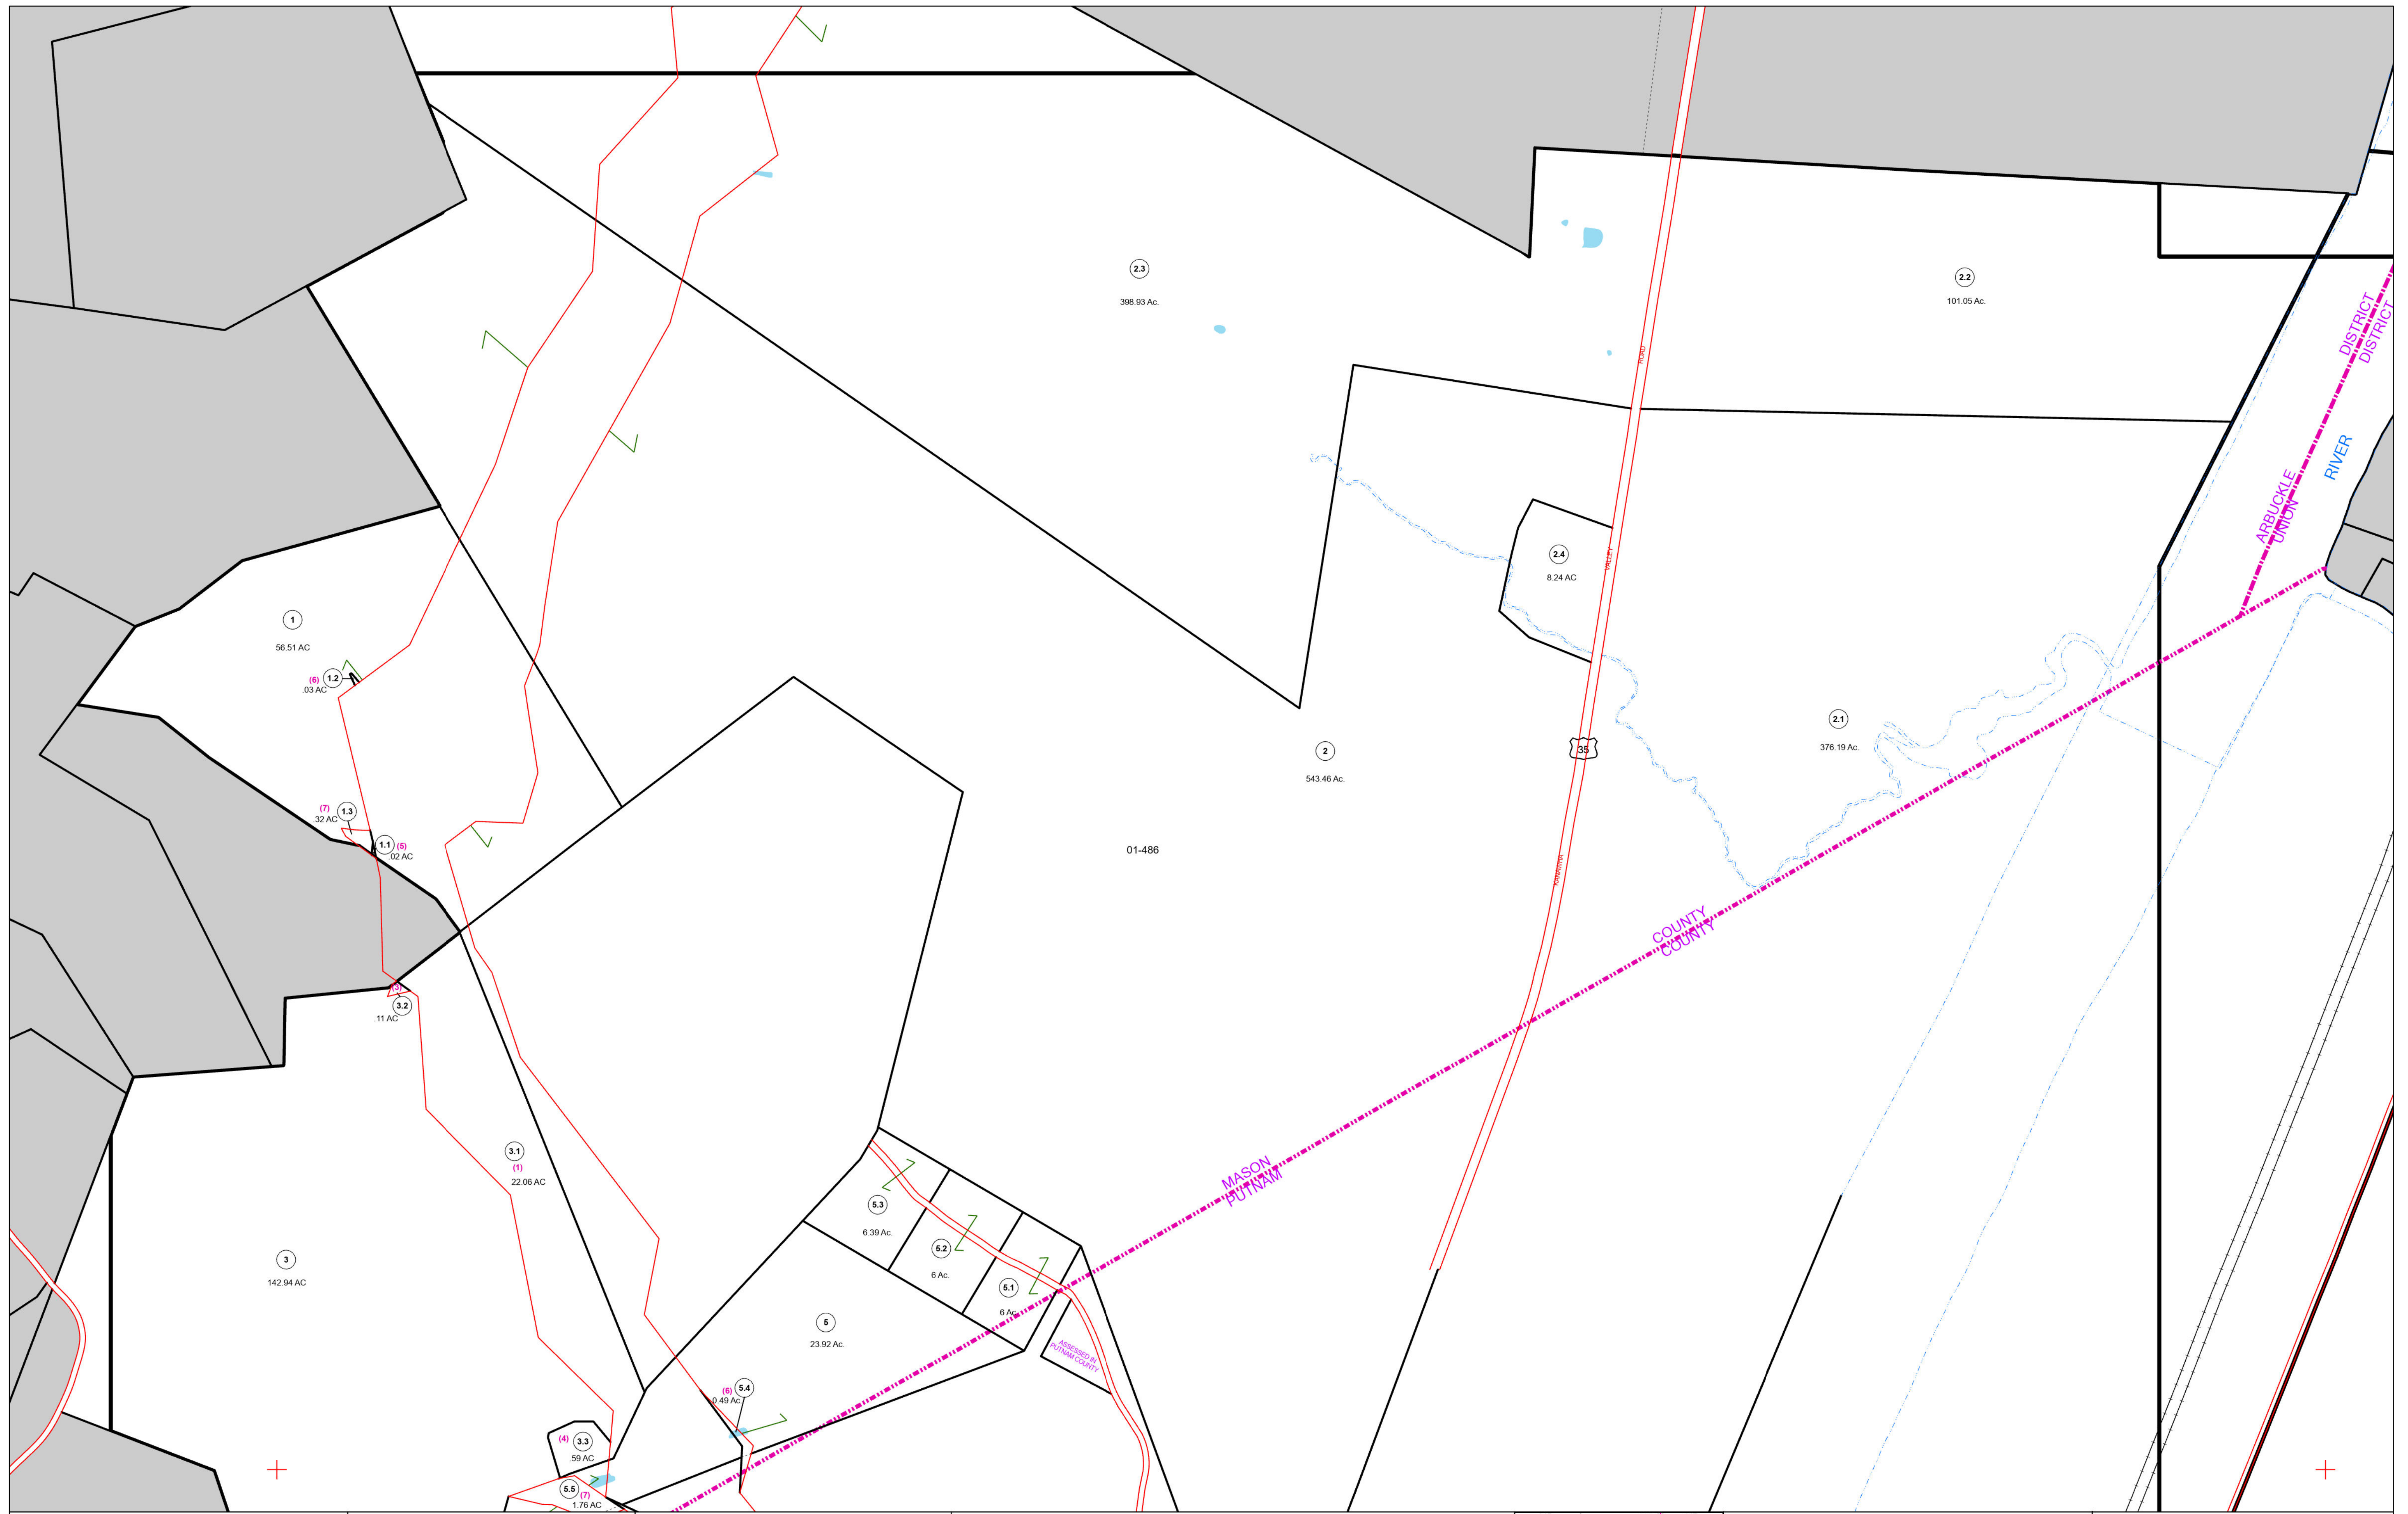 2.3
398.93 Ac.
2.2
101.05 Ac.
DISTRICT
DISTRICT
ROAD
RIVER
ARBUCKLE
UNION
2.4
8.24 AC
VALLEY
1
56.51 AC
(6)
1.2
.03 AC
2.1
376.19 Ac.
2
543.46 Ac.
35
(7)
1.3
.32 AC
1.1
(5)
.02 AC
01-486
KANAWHA
COUNTY
COUNTY
(3)
3.2
.11 AC
3.1
(1)
22.06 AC
MASON
PUTNAM
5.3
6.39 Ac.
5.2
6 Ac.
3
142.94 AC
5.1
6 Ac.
5
23.92 Ac.
ASSESSED IN
PUTNAM COUNTY
(6)
5.4
0.49 Ac.
(4)
3.3
.59 AC
5.5
(7)
1.76 AC